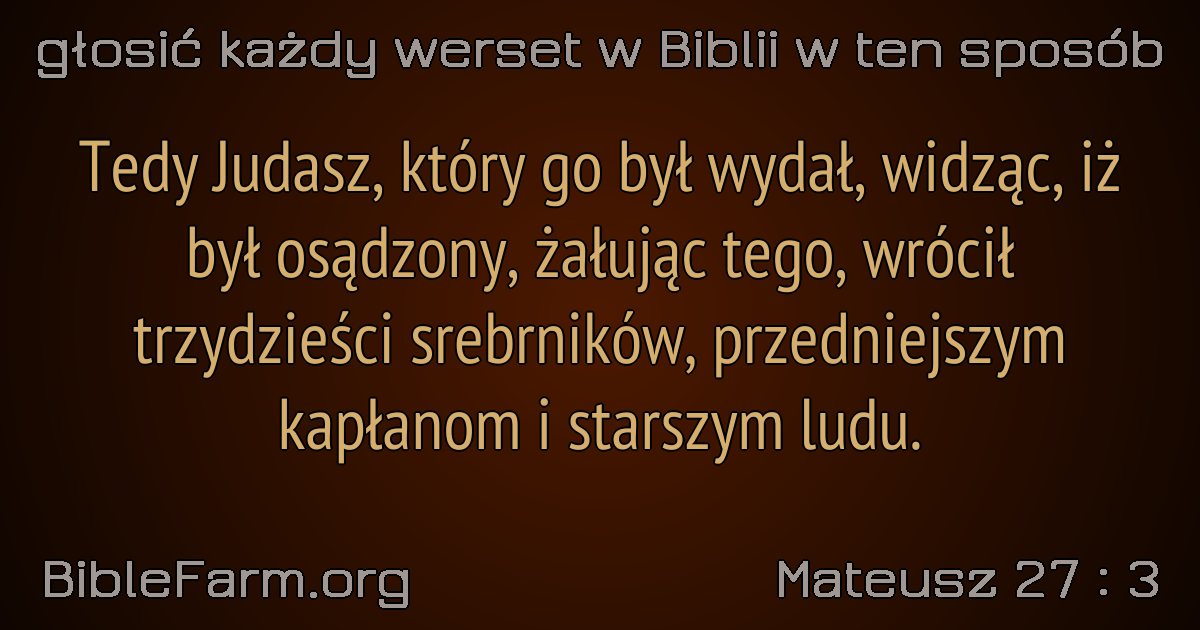 głosić każdy werset w Biblii w ten sposób
Tedy Judasz, który go był wydał, widząc, iż
był osądzony, żałując tego, wrócił
trzydzieści srebrników, przedniejszym
kapłanom i starszym ludu.
BibleFarm.org
Mateusz 27 : 3